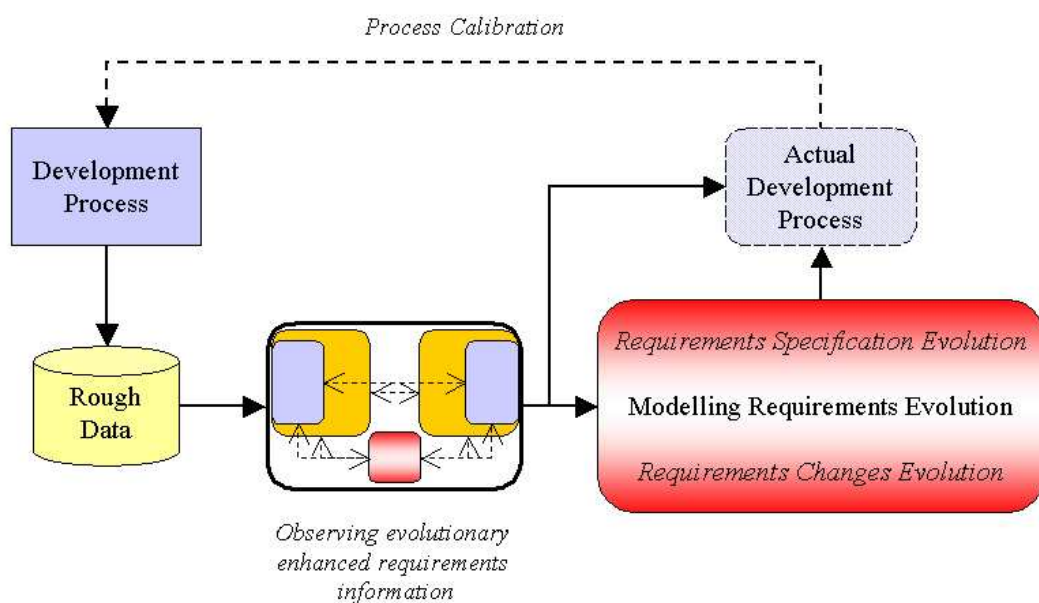 Process Calibration
Development
Process
Actual
Development
Process
Rough
Data
Requirements Specification Evolution
Modelling Requirements Evolution
Requirements Changes Evolution
Observing evolutionary
enhanced requirements
information